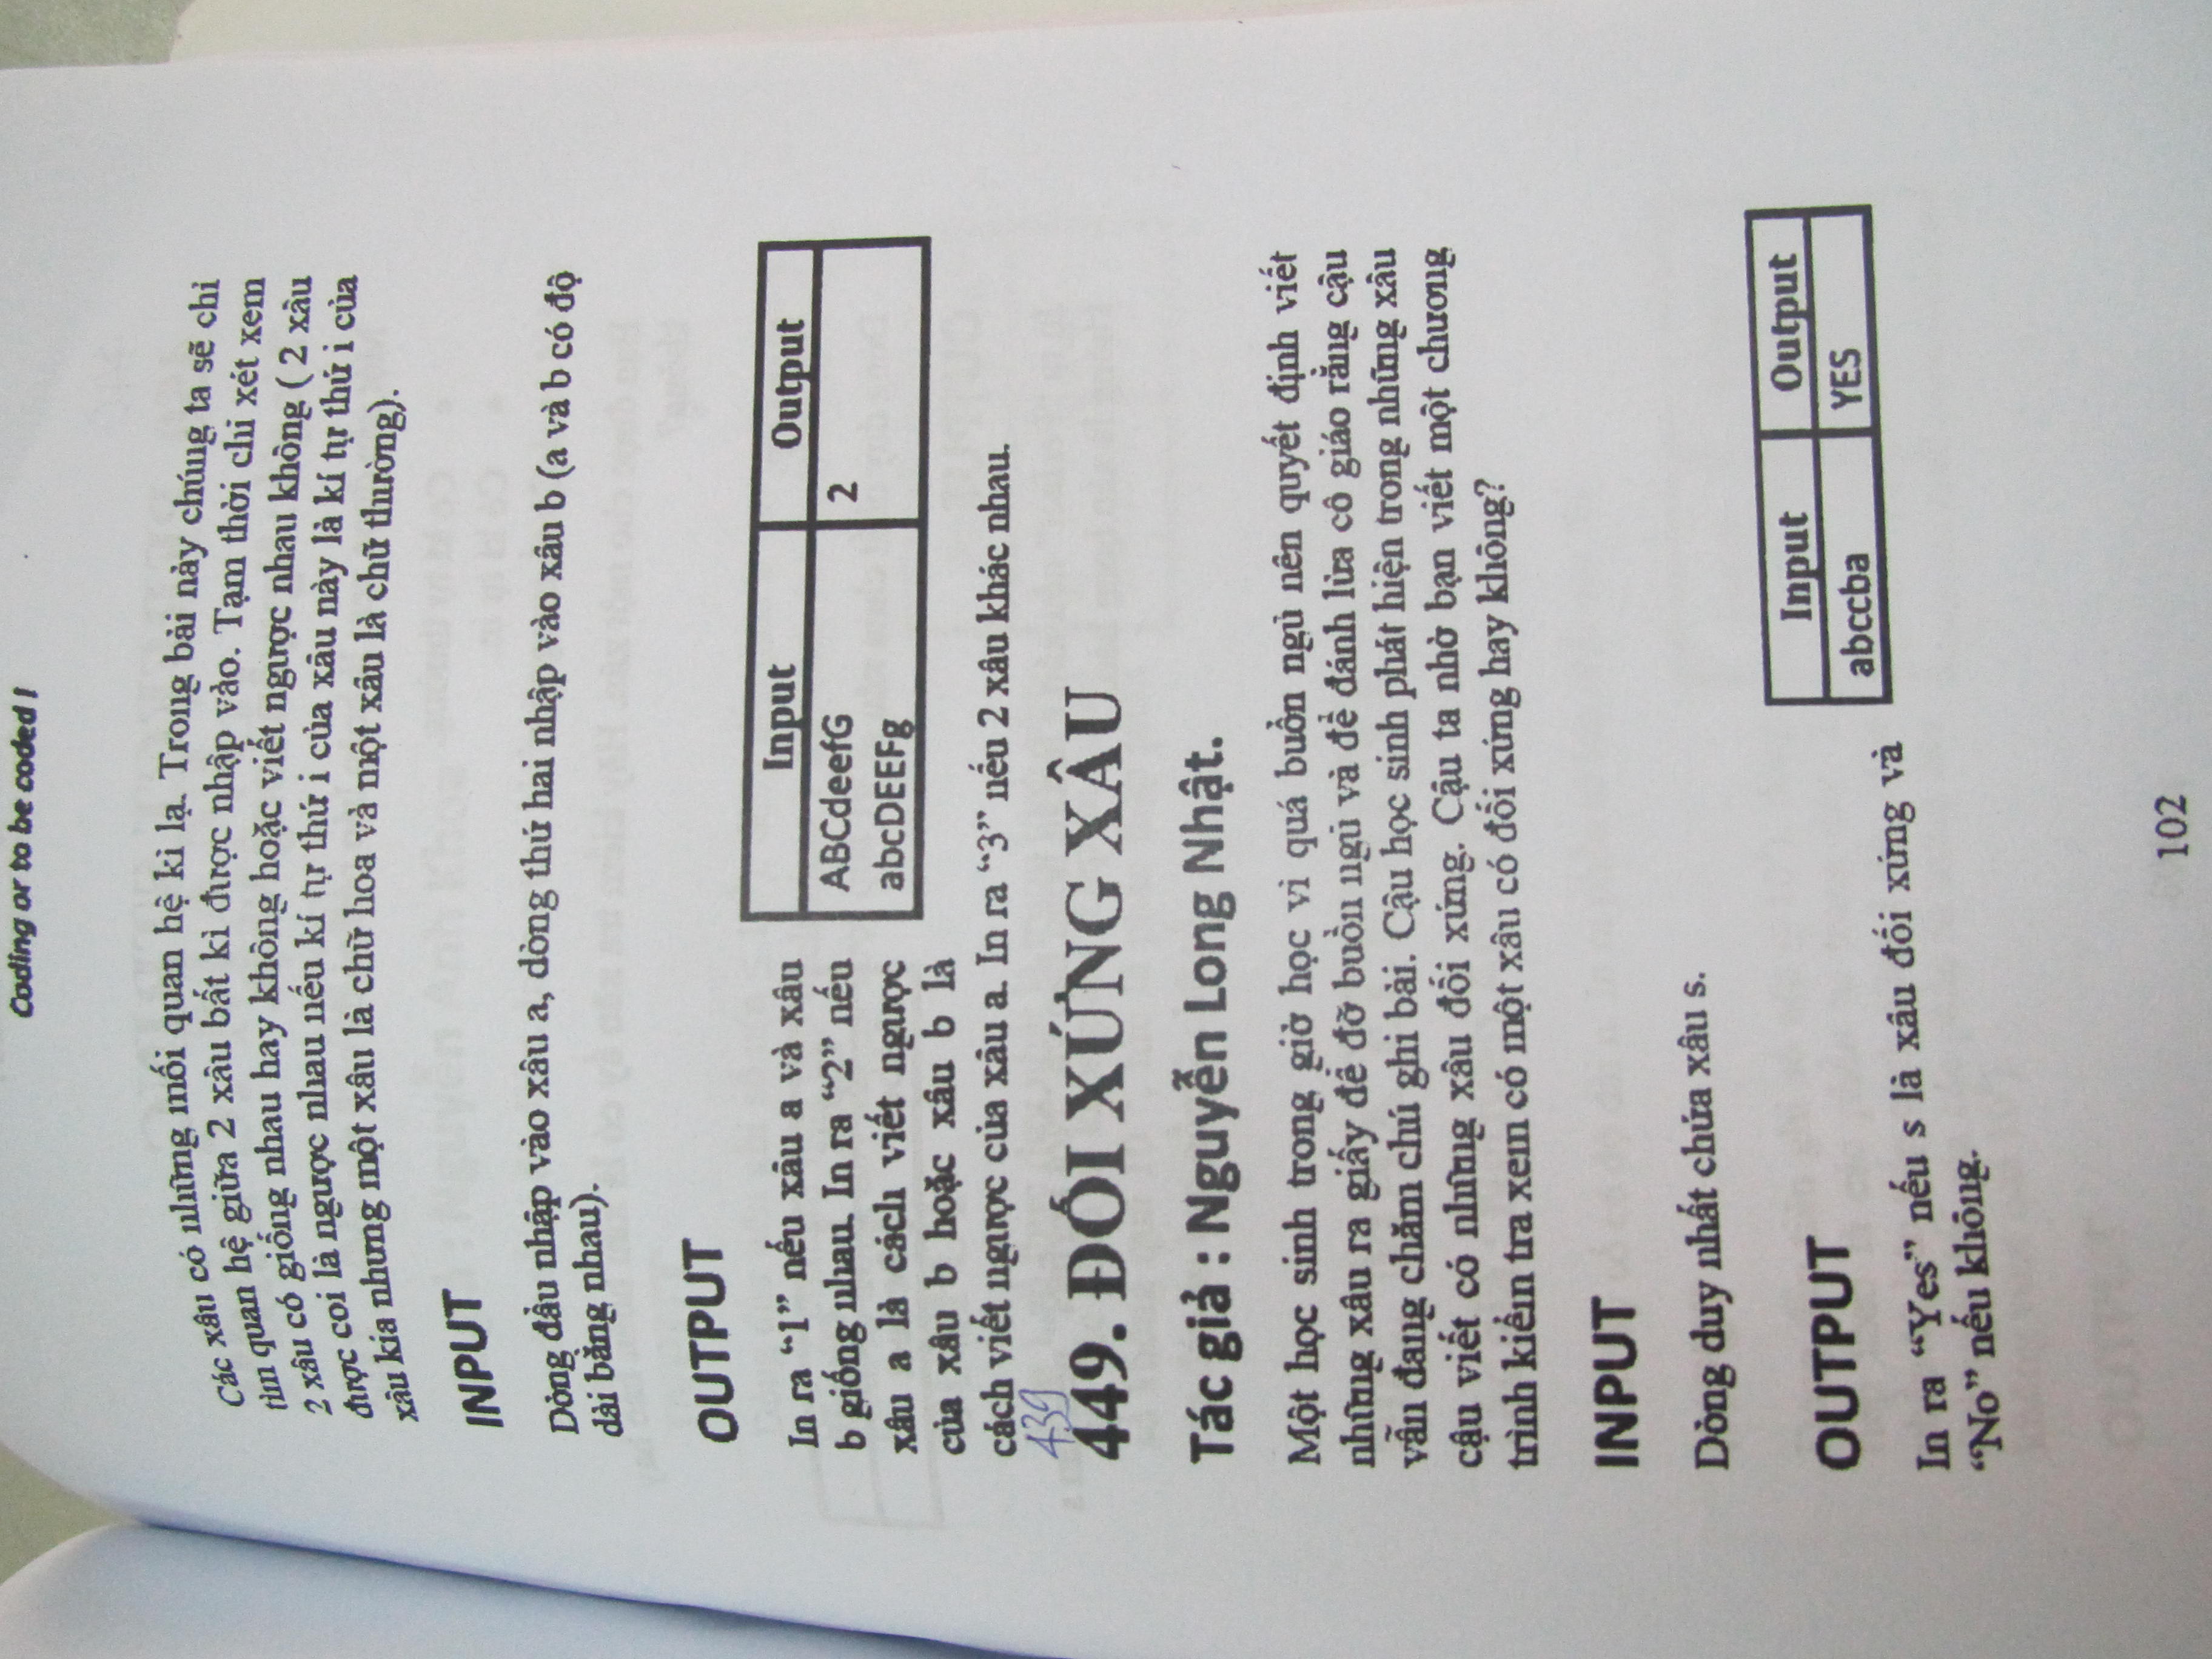 Coding or to be coded !
Các xâu có những mối quan hệ kì lạ. Trong bài này chúng ta sẽ chỉ
tìm quan hệ giữa 2 xâu bất kì được nhập vào. Tạm thời chỉ xét xem
2 xâu có giống nhau hay không hoặc viết ngược nhau không ( 2 xâu
được coi là ngược nhau nếu kí tự thứ i của xâu này là kí tự thứ i của
xâu kia nhưng một xâu là chữ hoa và một xâu là chữ thường).
INPUT
Dòng đầu nhập vào xâu a, dòng thứ hai nhập vào xâu b (a và b có độ
dài bằng nhau).
OUTPUT
In ra “1” nếu xâu a và xâu
b giống nhau. In ra “2” nếu
xâu a là cách viết ngược
của xâu b hoặc xâu b là
cách viết ngược của xâu a. In ra “3” nếu 2 xâu khác nhau.
Input Output
ABCdeefG 2
abcDEEFg
439
449. ĐỐI XỨNG XÂU
Tác giả : Nguyễn Long Nhật.
Một học sinh trong giờ học vì quá buồn ngủ nên quyết định viết
những xâu ra giấy để đỡ buồn ngủ và để đánh lừa cô giáo rằng cậu
vẫn đang chăm chú ghi bài. Cậu học sinh phát hiện trong những xâu
cậu viết có những xâu đối xứng. Cậu ta nhờ bạn viết một chương
trình kiểm tra xem có một xâu có đối xứng hay không?
INPUT
Dòng duy nhất chứa xâu s.
OUTPUT
In ra “Yes” nếu s là xâu đối xứng và
“No” nếu không.
Input Output
abccba YES
102